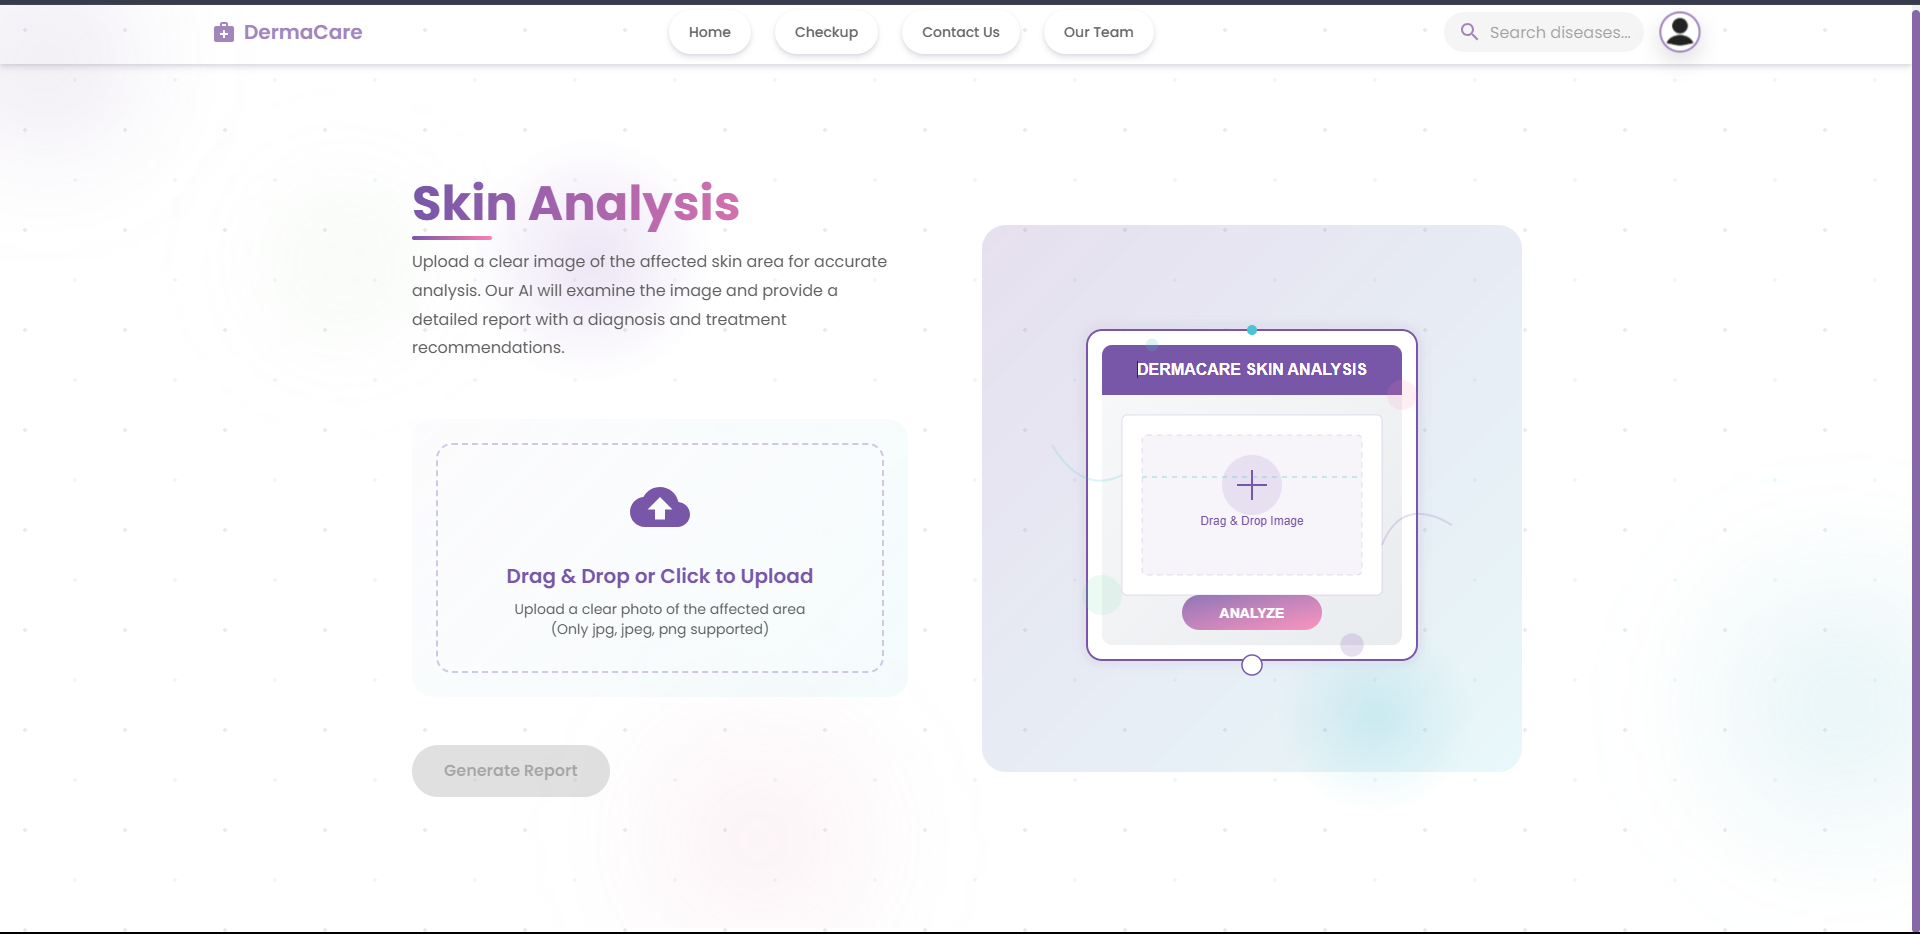 DermaCare
Home
Checkup
Contact Us
Our Team
Search diseases...
Skin Analysis
Upload a clear image of the affected skin area for accurate
analysis. Our AI will examine the image and provide a
detailed report with a diagnosis and treatment
recommendations.
Drag & Drop or Click to Upload
Upload a clear photo of the affected area
(Only jpg, jpeg, png supported)
Generate Report
DERMACARE SKIN ANALYSIS
Drag & Drop Image
ANALYZE